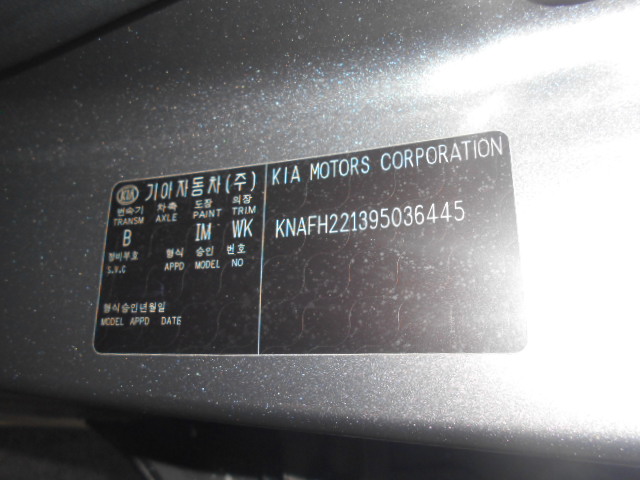 KIA 기아자동차(주)
변속기 차축 도장 의장
TRANSM AXLE PAINT TRIM
B IM WK
정비부호 형식 승인 번호
S.V.C APPD MODEL NO
형식승인년월일
MODEL APPD DATE
KIA MOTORS CORPORATION
KNAFH221395036445